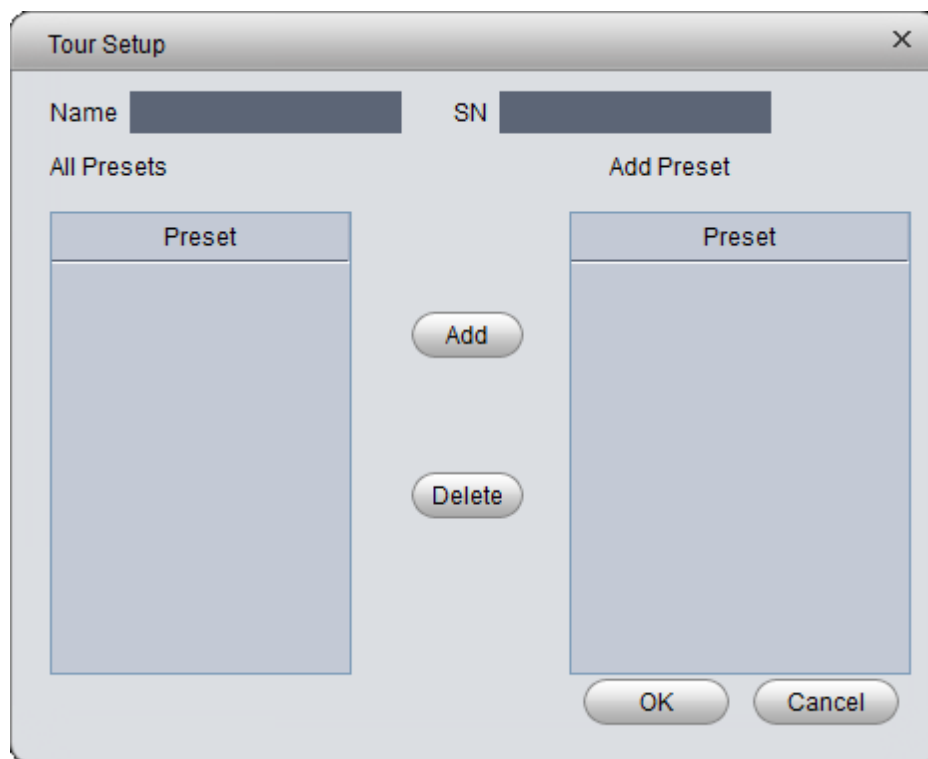 Tour Setup
Name SN
All Presets Add Preset
Preset Preset
Add
Delete
OK Cancel